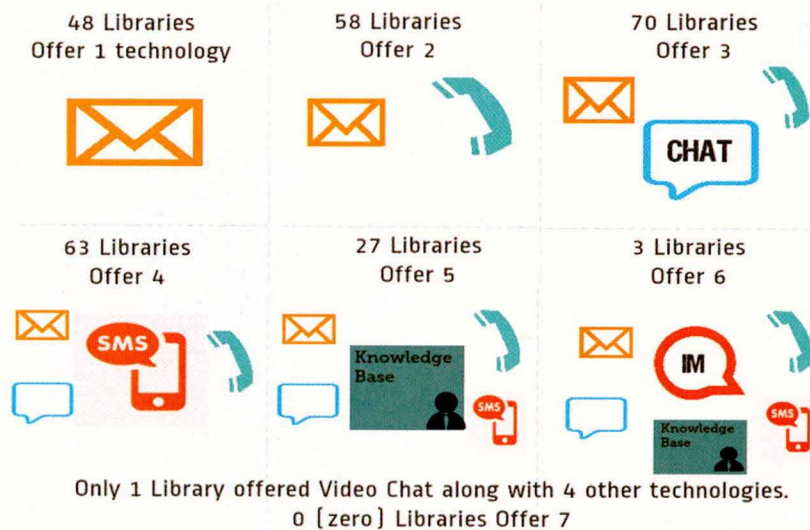 48 Libraries
Offer 1 technology
58 Libraries
Offer 2
70 Libraries
Offer 3
CHAT
63 Libraries
Offer 4
SMS
27 Libraries
Offer 5
Knowledge
Base
SMS
3 Libraries
Offer 6
IM
Knowledge
Base
SMS
Only 1 Library offered Video Chat along with 4 other technologies.
0 (zero) Libraries Offer 7